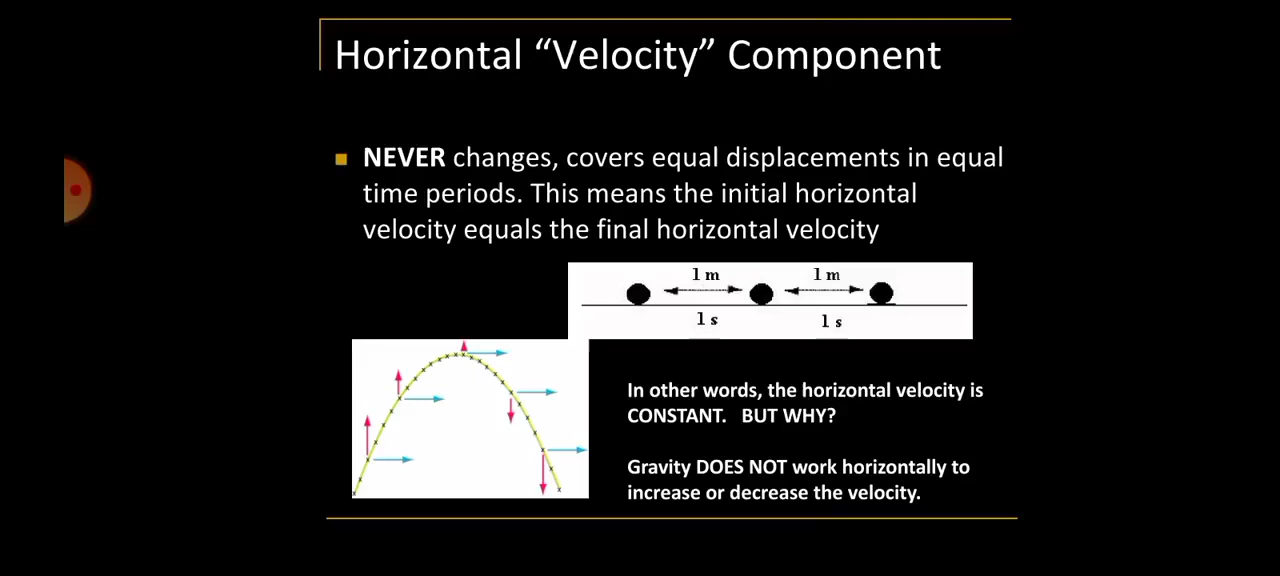 Horizontal “Velocity” Component
NEVER changes, covers equal displacements in equal
time periods. This means the initial horizontal
velocity equals the final horizontal velocity
1 m 1 m
1 s 1 s
In other words, the horizontal velocity is
CONSTANT. BUT WHY?
Gravity DOES NOT work horizontally to
increase or decrease the velocity.